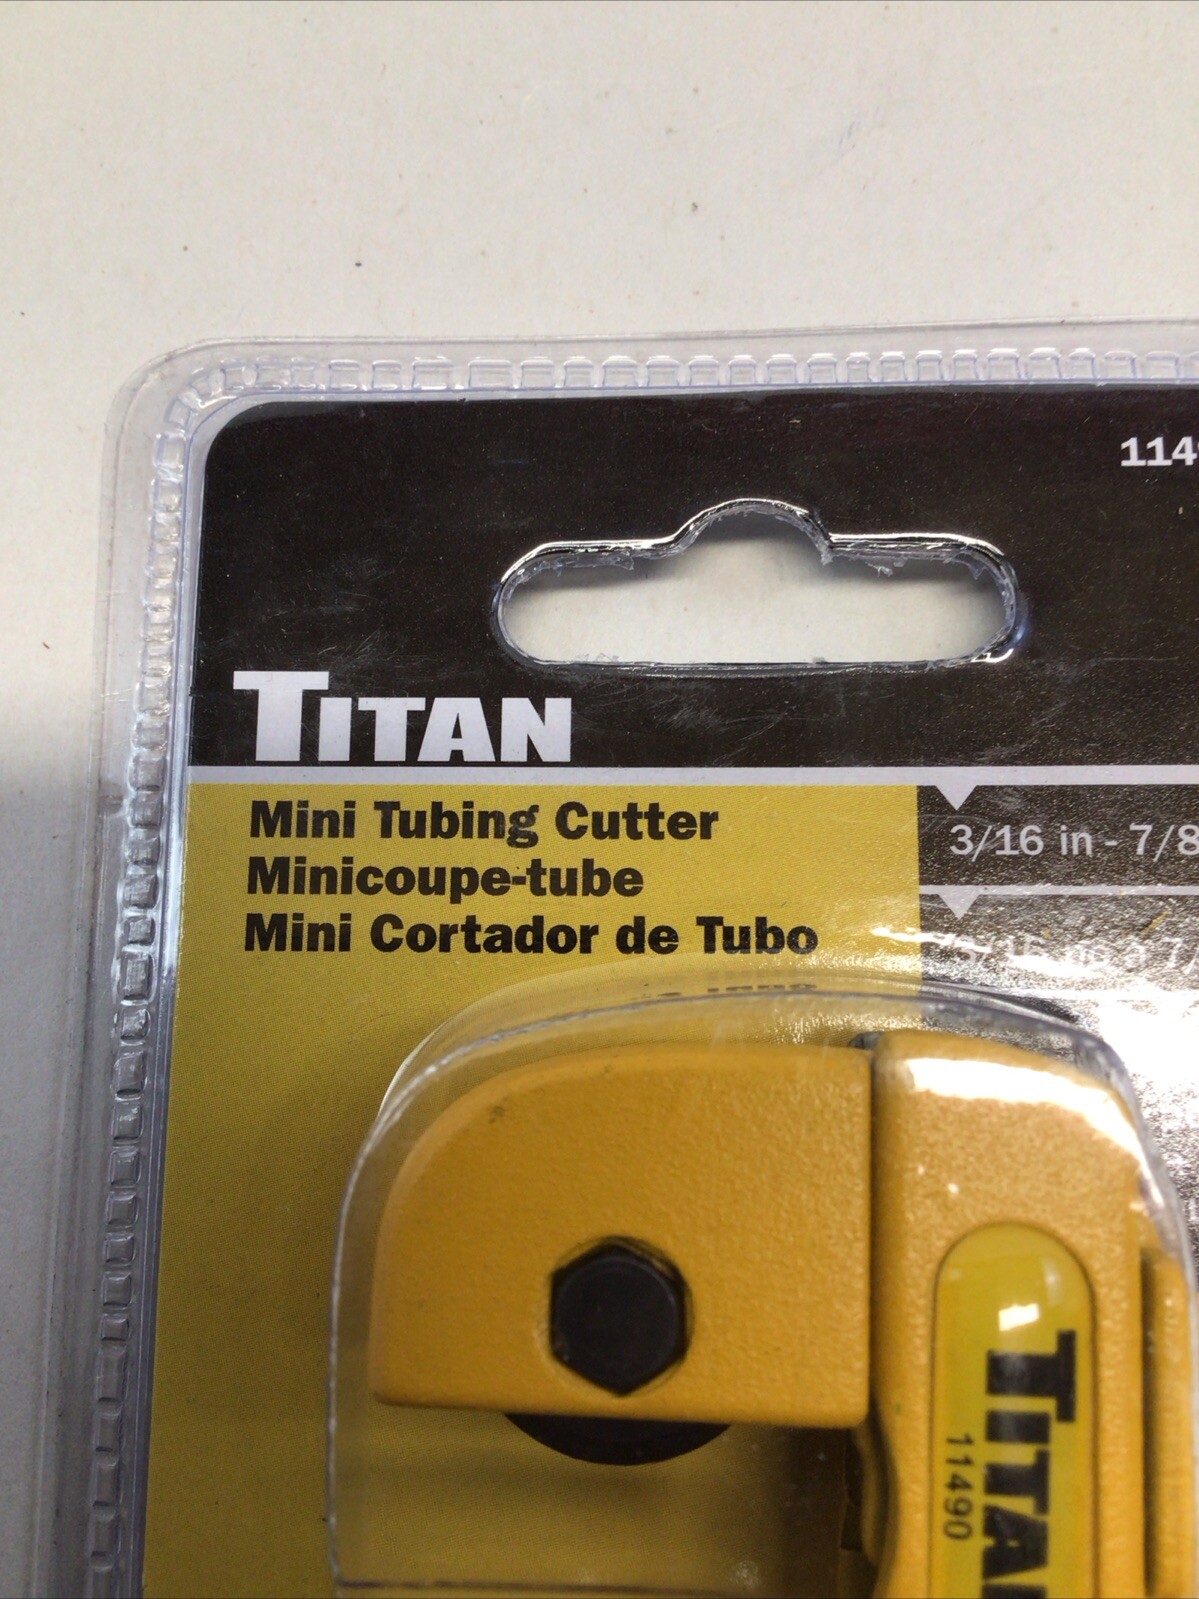 114
TITAN
Mini Tubing Cutter
Minicoupe-tube
Mini Cortador de Tubo
3/16 in - 7/8
TITAN
11490